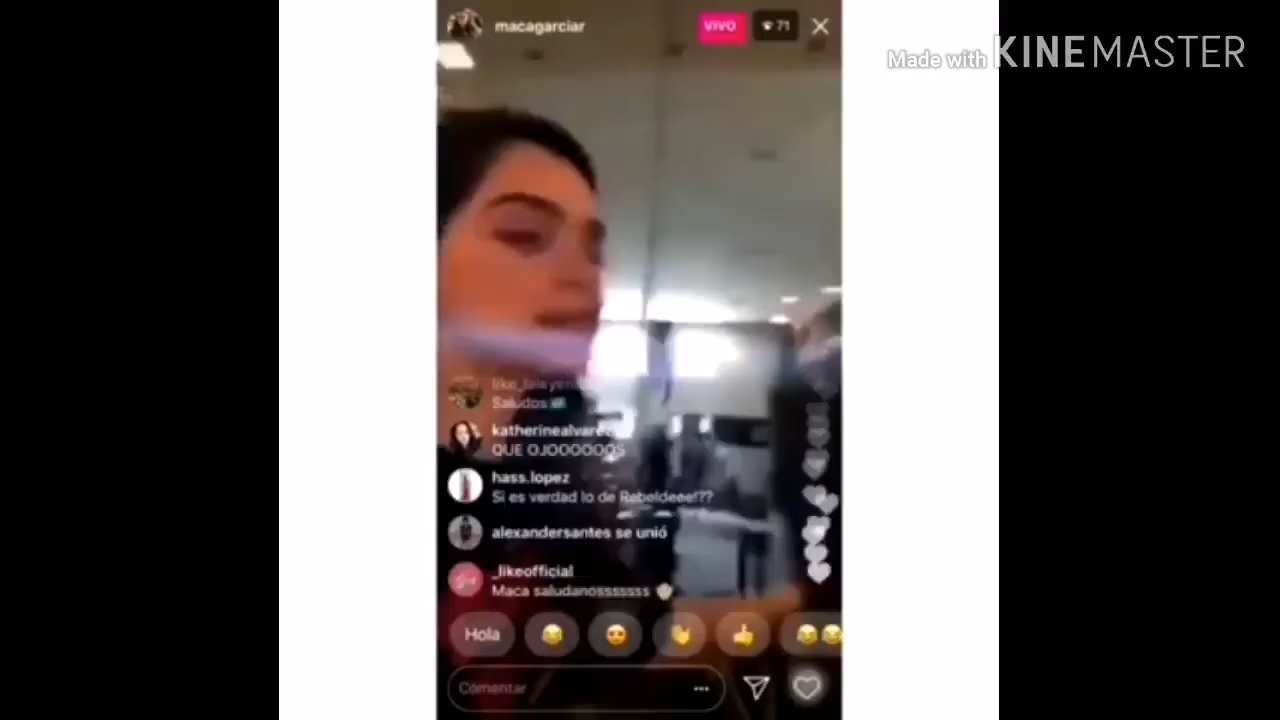 macagarciar
VIVO
71
Made with KINEMASTER
Saludos
katherinealvarez
QUE OJOOOOOOS
hass.lopez
Si es verdad lo de Rebeldeee!??
alexandersantes se unió
_likeofficial
Maca saludanosssssss
Hola
Comentar